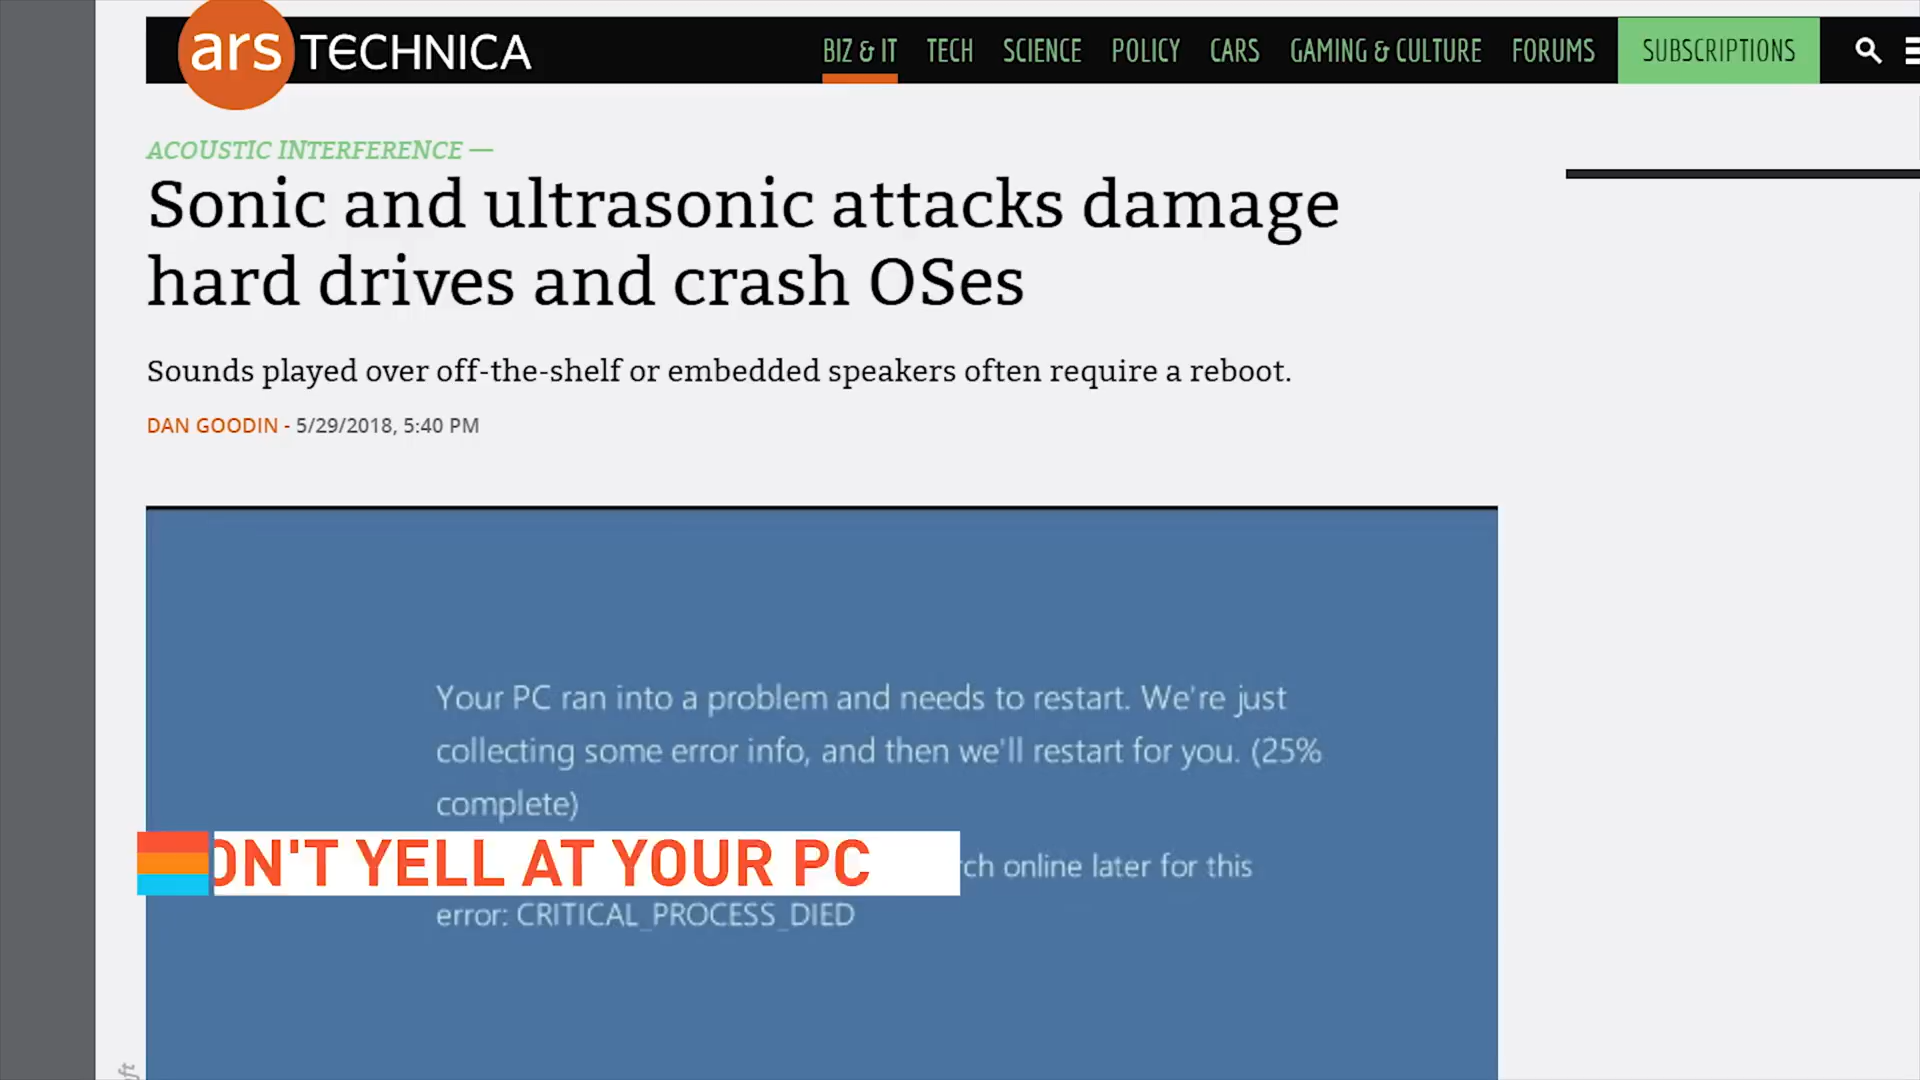 ars TECHNICA
BIZ & IT TECH SCIENCE POLICY CARS GAMING & CULTURE FORUMS SUBSCRIPTIONS
ACOUSTIC INTERFERENCE —
Sonic and ultrasonic attacks damage
hard drives and crash OSes
Sounds played over off-the-shelf or embedded speakers often require a reboot.
DAN GOODIN - 5/29/2018, 5:40 PM
Your PC ran into a problem and needs to restart. We're just
collecting some error info, and then we'll restart for you. (25%
complete)
ON'T YELL AT YOUR PC
online later for this
error: CRITICAL_PROCESS_DIED